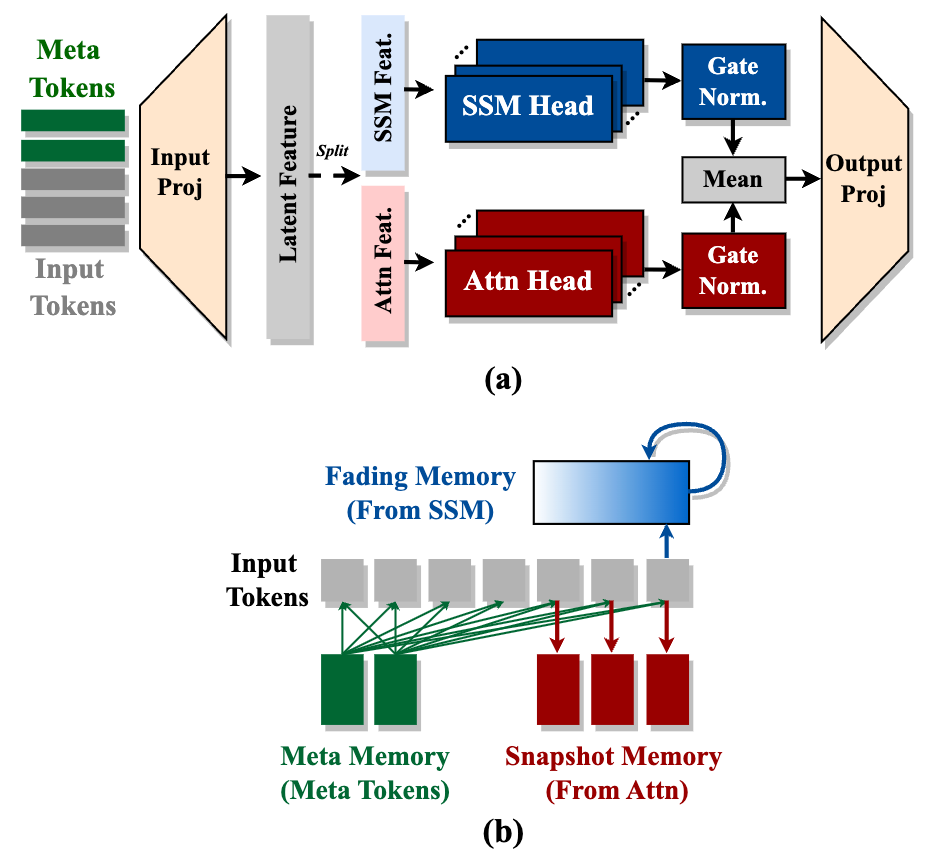 Meta
Tokens
Input
Tokens
Input
Proj
Latent Feature
Split
SSM Feat.
Attn Feat.
SSM Head
Attn Head
Gate
Norm.
Mean
Gate
Norm.
Output
Proj
(a)
Fading Memory
(From SSM)
Input
Tokens
Meta Memory
(Meta Tokens)
Snapshot Memory
(From Attn)
(b)